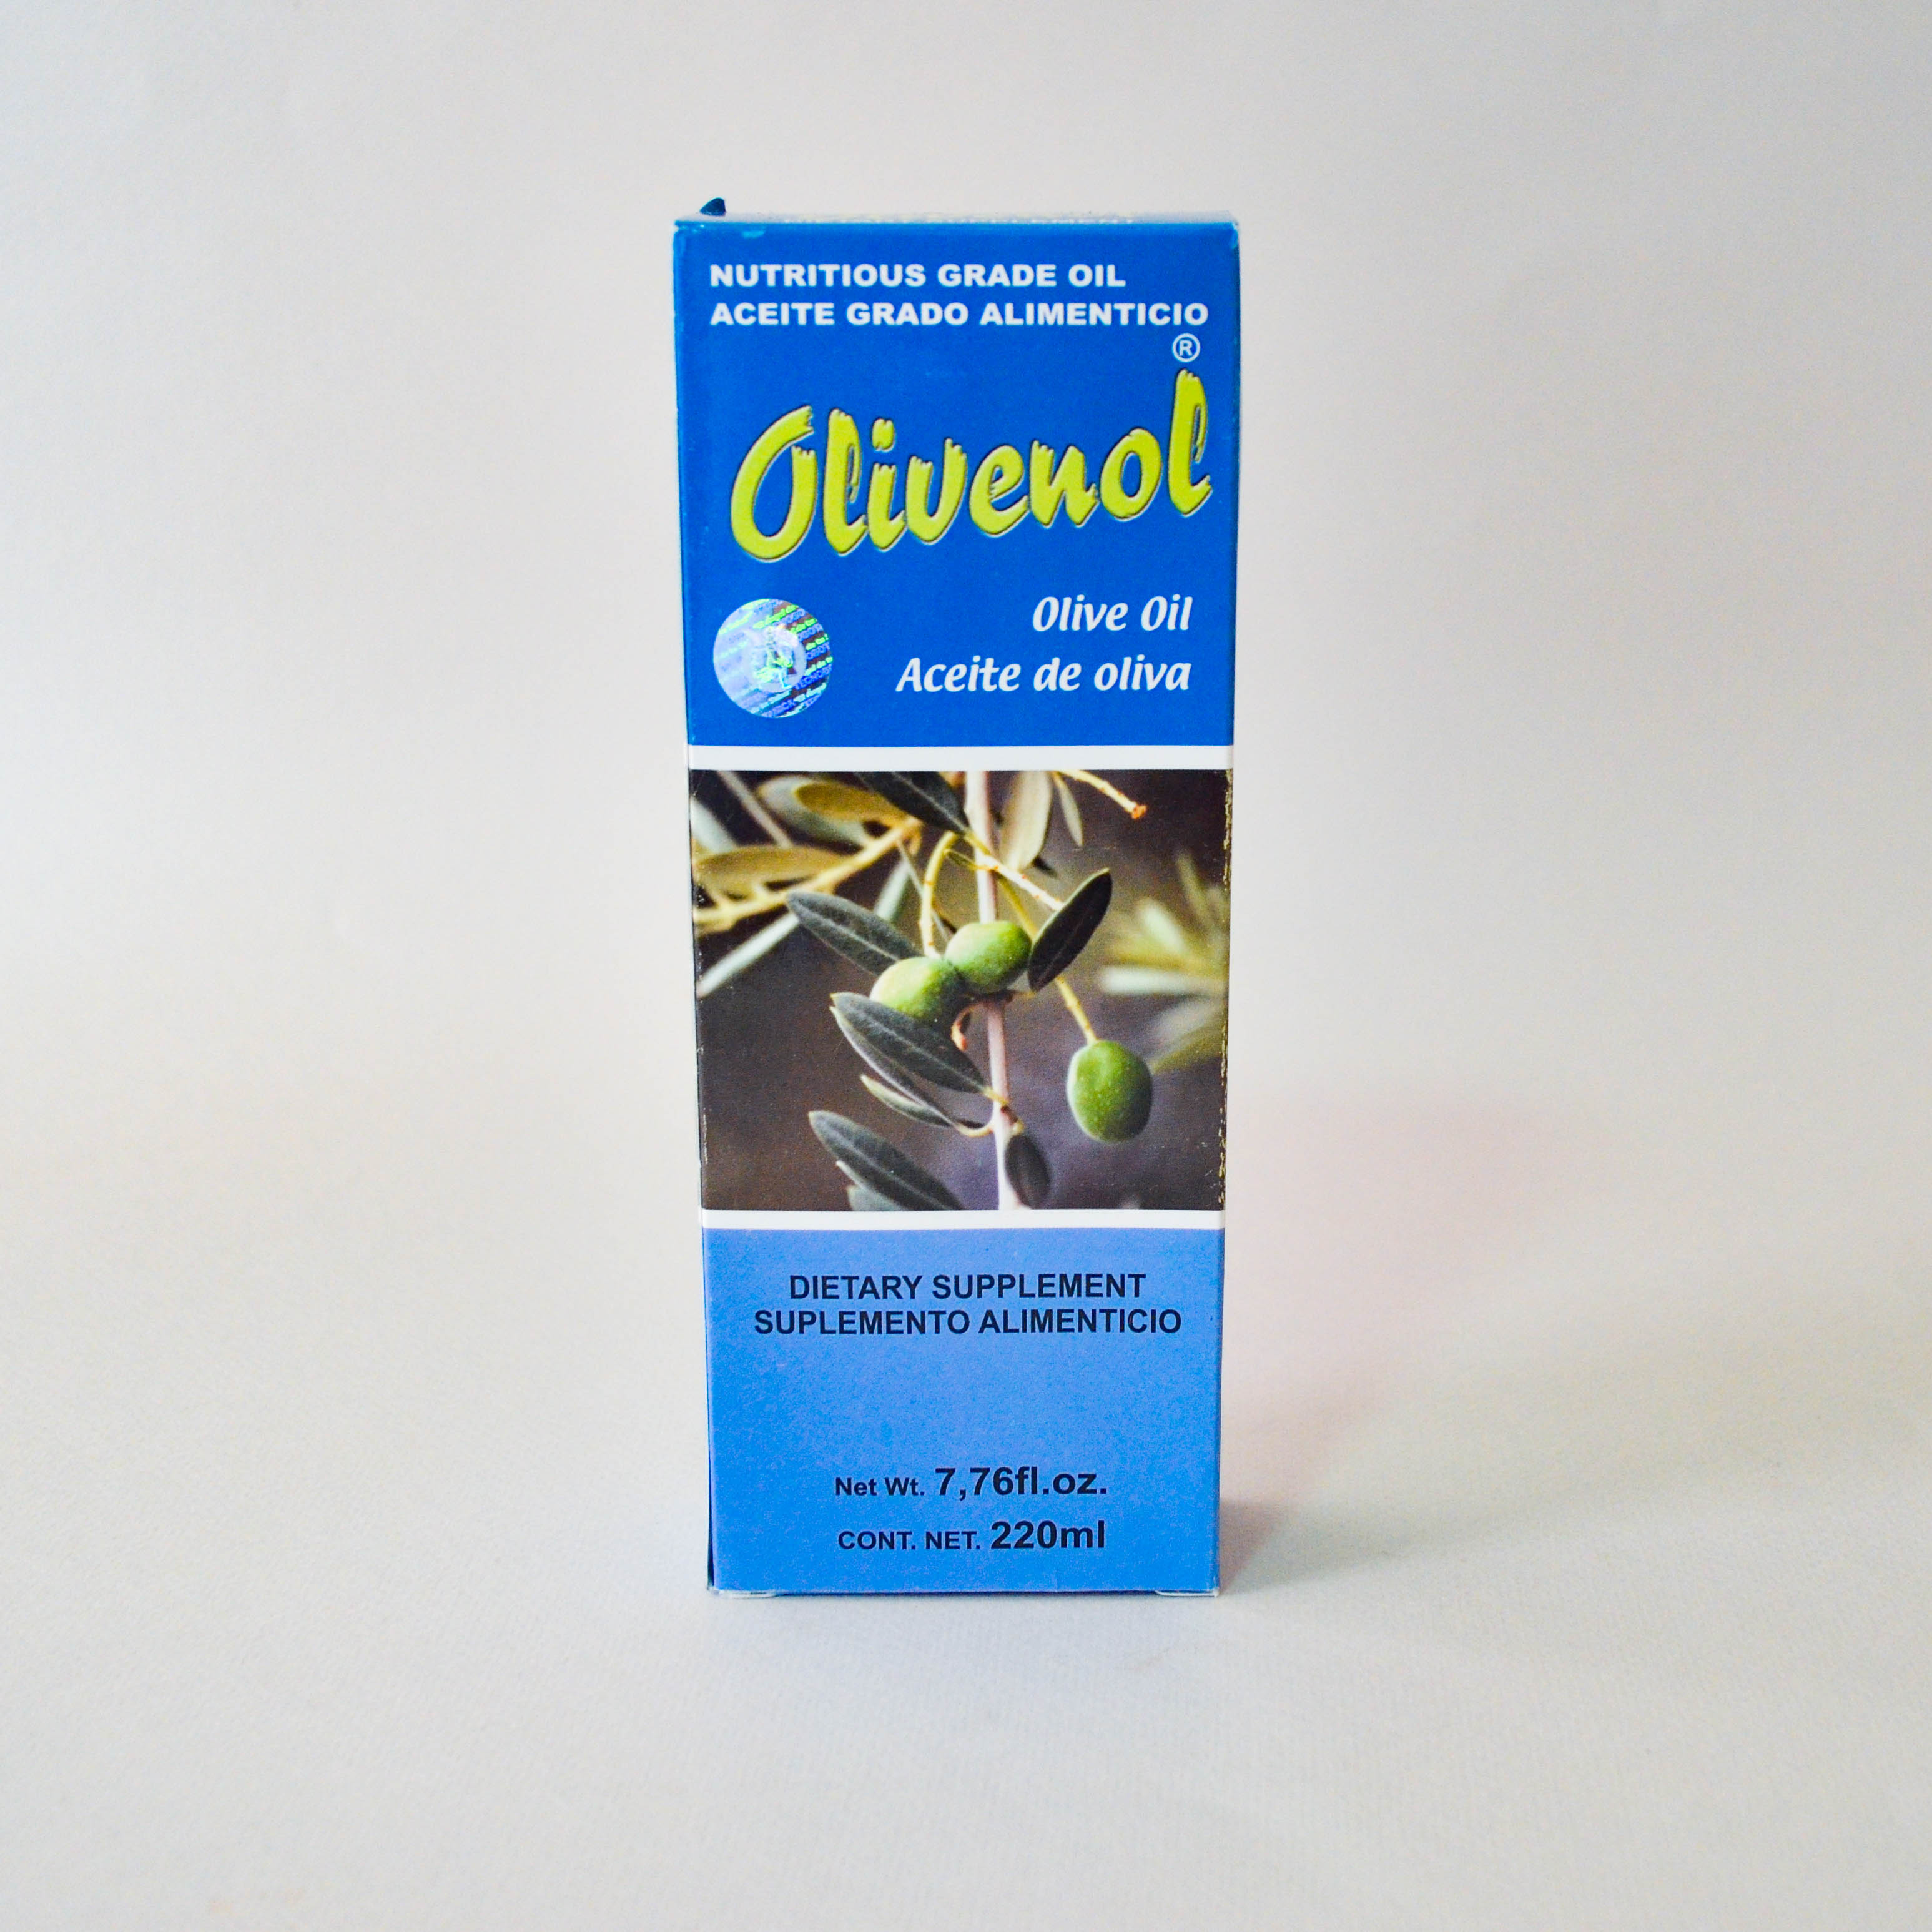 NUTRITIOUS GRADE OIL
ACEITE GRADO ALIMENTICIO
®
Olivenol
Olive Oil
Aceite de oliva
DIETARY SUPPLEMENT
SUPLEMENTO ALIMENTICIO
Net Wt. 7,76fl.oz.
CONT. NET. 220ml